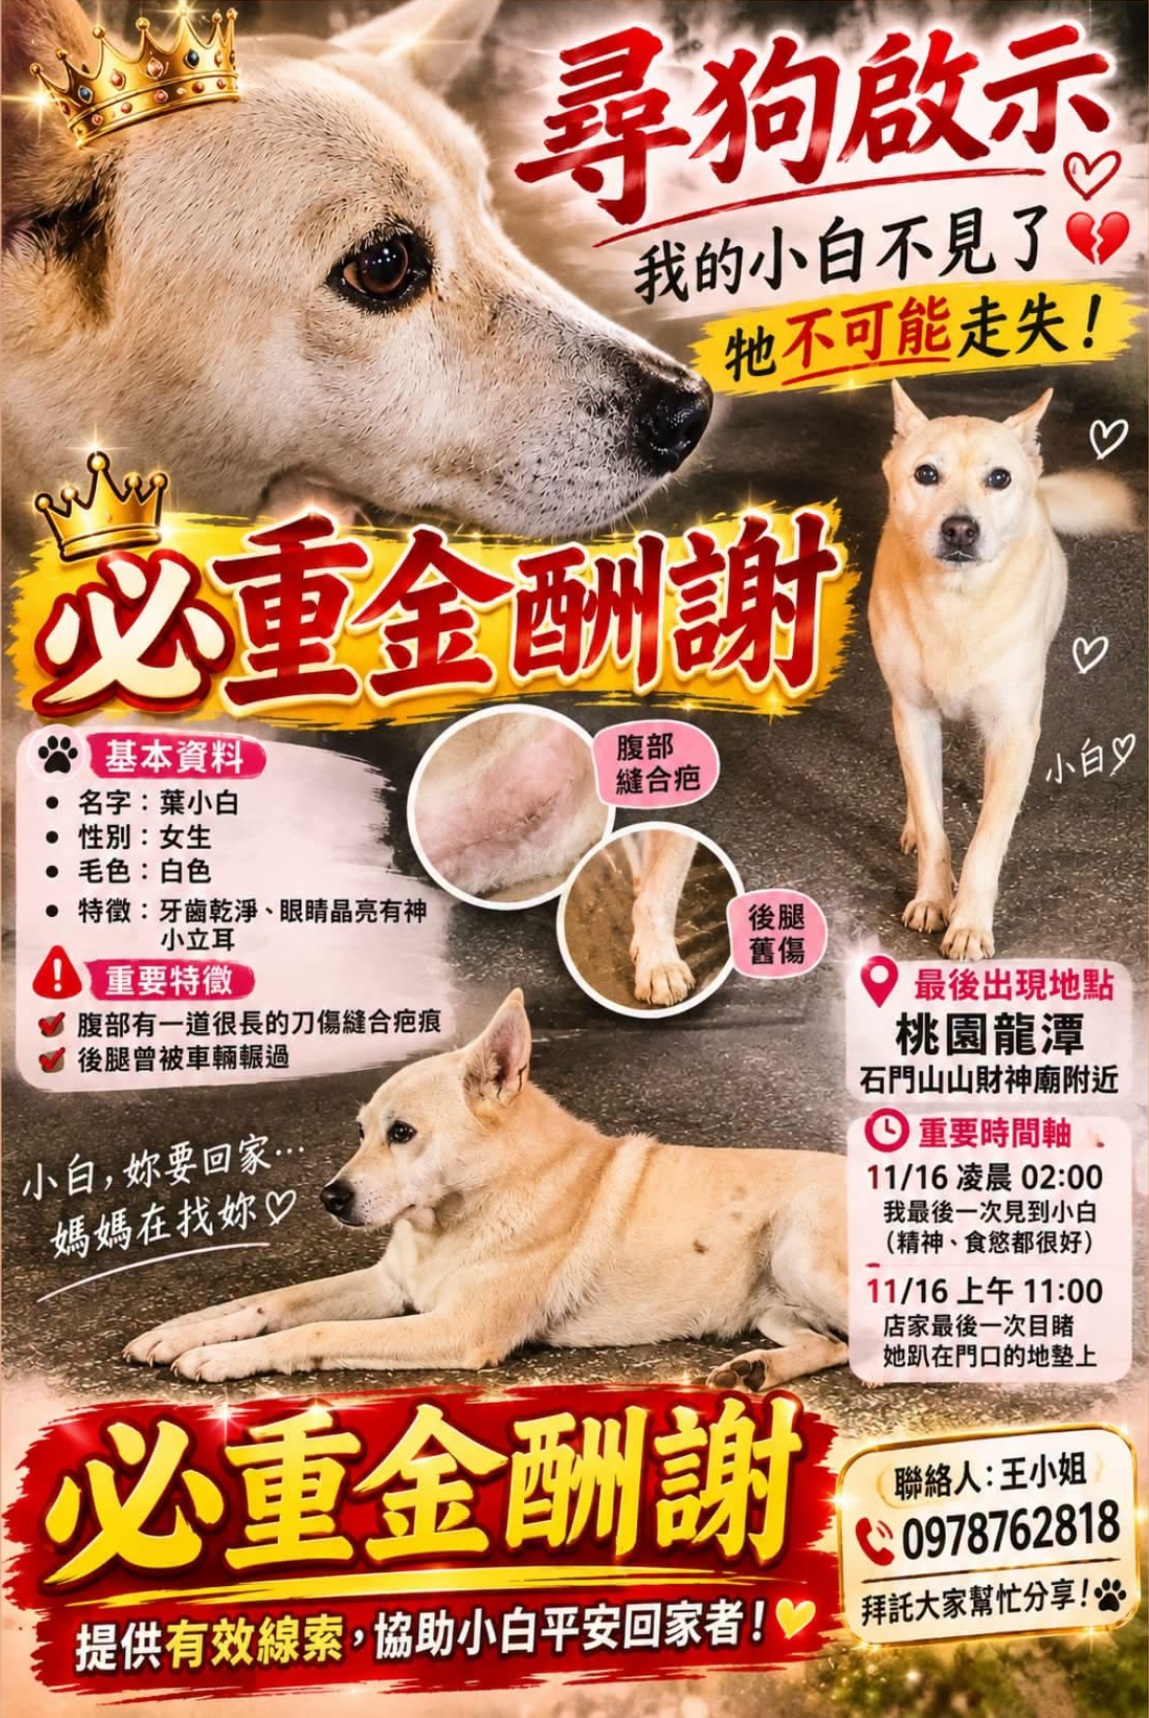 尋狗啟示
我的小白不見了
牠不可能走失！
必重金酬謝
基本資料
• 名字：葉小白
• 性別：女生
• 毛色：白色
• 特徵：牙齒乾淨、眼睛晶亮有神
小立耳
重要特徵
腹部有一道很長的刀傷縫合疤痕
後腿曾被車輛輾過
腹部
縫合疤
後腿
舊傷
小白
最後出現地點
桃園龍潭
石門山山財神廟附近
重要時間軸
11/16 凌晨 02:00
我最後一次見到小白
（精神、食慾都很好）
11/16 上午 11:00
店家最後一次目睹
她趴在門口的地墊上
小白，妳要回家…
媽媽在找妳
必重金酬謝
提供有效線索，協助小白平安回家者！
聯絡人：王小姐
0978762818
拜託大家幫忙分享！